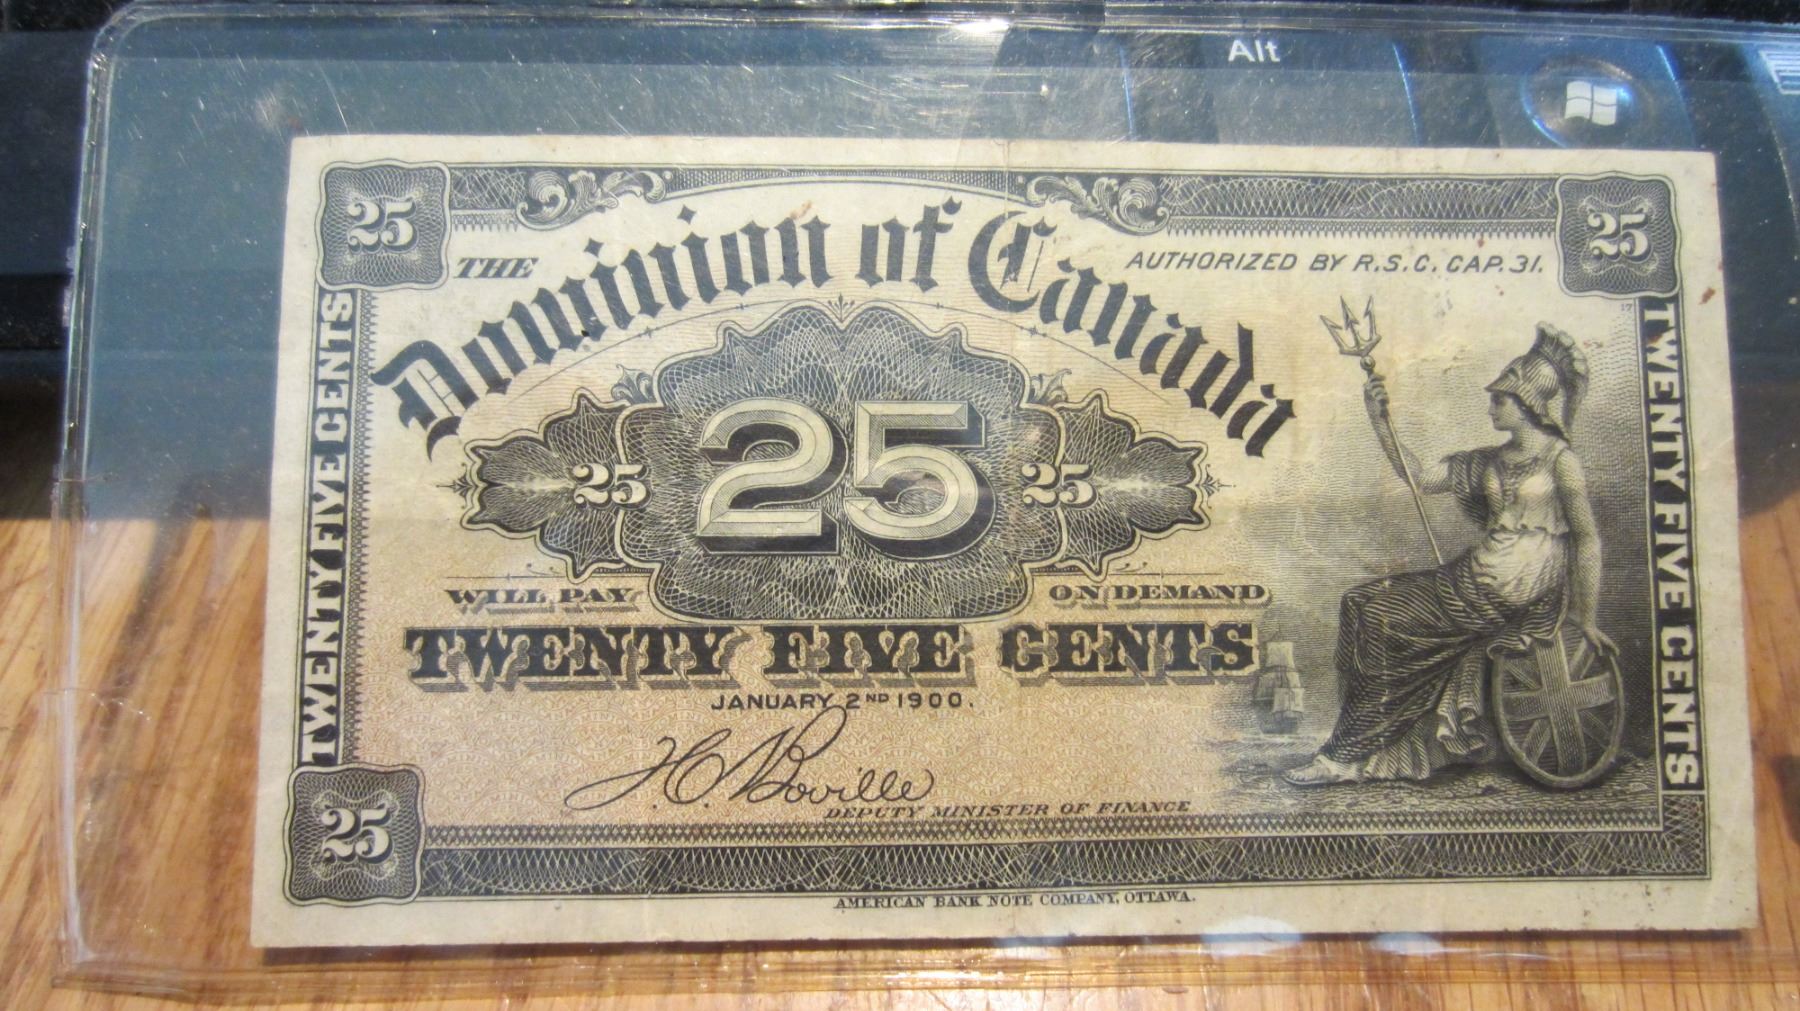 Alt
25
25
THE Dominion of Canada
AUTHORIZED BY R.S.C. CAP. 31.
TWENTY FIVE CENTS
25 25 25
TWENTY FIVE CENTS
WILL PAY ON DEMAND
TWENTY FIVE CENTS
JANUARY 2ND 1900.
H.C. Boville
DEPUTY MINISTER OF FINANCE
25
AMERICAN BANK NOTE COMPANY, OTTAWA.